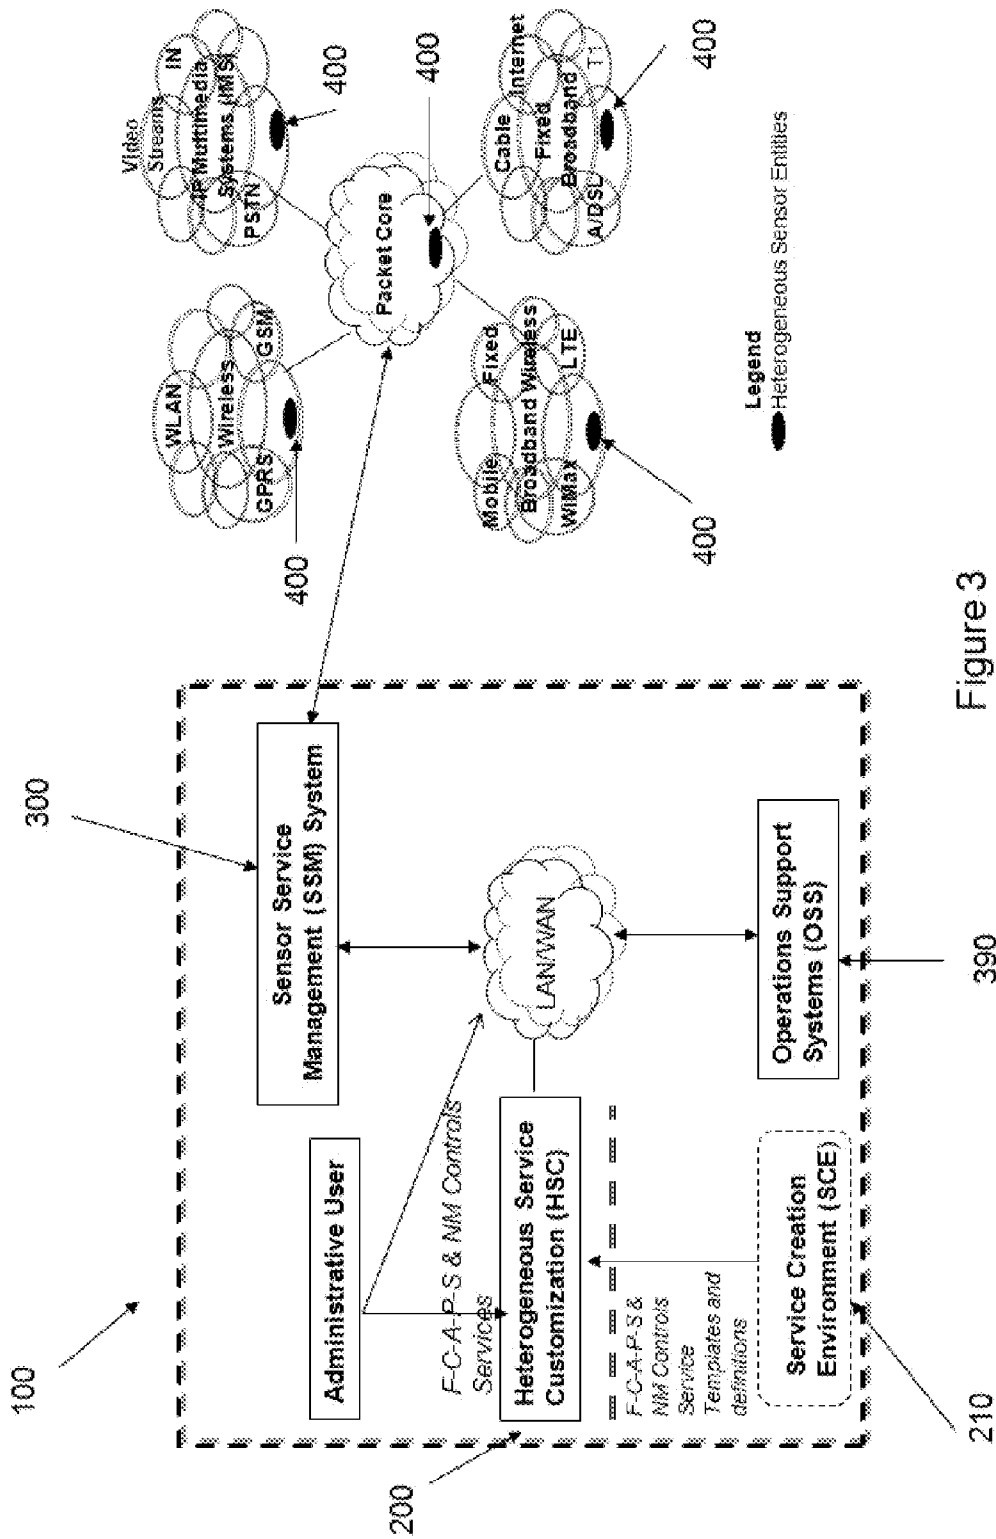 100
300
Administrative User
Sensor Service
Management (SSM) System
F-C-A-P-S & NM Controls
Services
200
Heterogeneous Service
Customization (HSC)
LAN/WAN
F-C-A-P-S &
NM Controls
Service
Templates and
definitions
Service Creation
Environment (SCE)
Operations Support
Systems (OSS)
210
390
WLAN
Wireless
GSM
GPRS
400
Video
Streams
IN
IP Multimedia
Systems (IMS)
PSTN
400
Packet Core
400
Mobile
Fixed
Broadband Wireless
WiMax
LTE
400
Cable
Internet
Fixed
Broadband
A/DSL
T1
400
Legend
Heterogeneous Sensor Entities
Figure 3